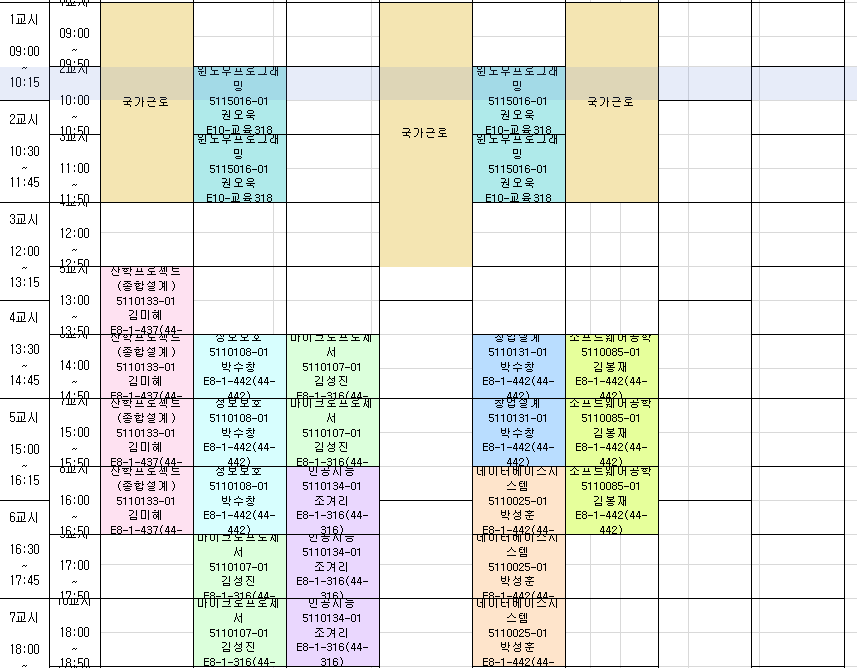 1교시
09:00
~
10:15
2교시
10:30
~
11:45
3교시
12:00
~
13:15
4교시
13:30
~
14:45
5교시
15:00
~
16:15
6교시
16:30
~
17:45
7교시
18:00
09:00
~
09:50
2교시
10:00
~
10:50
3교시
11:00
~
11:50
4교시
12:00
~
12:50
5교시
13:00
~
13:50
14:00
~
14:50
7교시
15:00
~
15:50
8교시
16:00
~
16:50
9교시
17:00
~
17:50
10교시
18:00
~
18:50
국가근로
산학프로젝트
(종합설계)
5110133-01
김미혜
E8-1-437(44-
산학프로젝트
(종합설계)
5110133-01
김미혜
E8-1-437(44-
산학프로젝트
(종합설계)
5110133-01
김미혜
E8-1-437(44-
산학프로젝트
(종합설계)
5110133-01
김미혜
E8-1-437(44-
윈도우프로그래
밍
5115016-01
권오욱
E10-교육318
윈도우프로그래
밍
5115016-01
권오욱
E10-교육318
정보보호
5110108-01
박수창
E8-1-442(44-
442)
정보보호
5110108-01
박수창
E8-1-442(44-
442)
정보보호
5110108-01
박수창
E8-1-442(44-
442)
마이크로프로세
서
5110107-01
김성진
E8-1-316(44-
마이크로프로세
서
5110107-01
김성진
E8-1-316(44-
마이크로프로세
서
5110107-01
김성진
E8-1-316(44-
마이크로프로세
서
5110107-01
김성진
E8-1-316(44-
인공지능
5110134-01
조겨리
E8-1-316(44-
316)
인공지능
5110134-01
조겨리
E8-1-316(44-
인공지능
5110134-01
조겨리
E8-1-316(44-
316)
국가근로
윈도우프로그래
밍
5115016-01
권오욱
E10-교육318
윈도우프로그래
밍
5115016-01
권오욱
E10-교육318
창업설계
5110131-01
박수창
E8-1-442(44-
442)
창업설계
5110131-01
박수창
E8-1-442(44-
442)
데이터베이스시
스템
5110025-01
박성훈
E8-1-442(44-
데이터베이스시
스템
5110025-01
박성훈
E8-1-442(44-
데이터베이스시
스템
5110025-01
박성훈
E8-1-442(44-
국가근로
소프트웨어공학
5110085-01
김봉재
E8-1-442(44-
442)
소프트웨어공학
5110085-01
김봉재
E8-1-442(44-
442)
소프트웨어공학
5110085-01
김봉재
E8-1-442(44-
442)